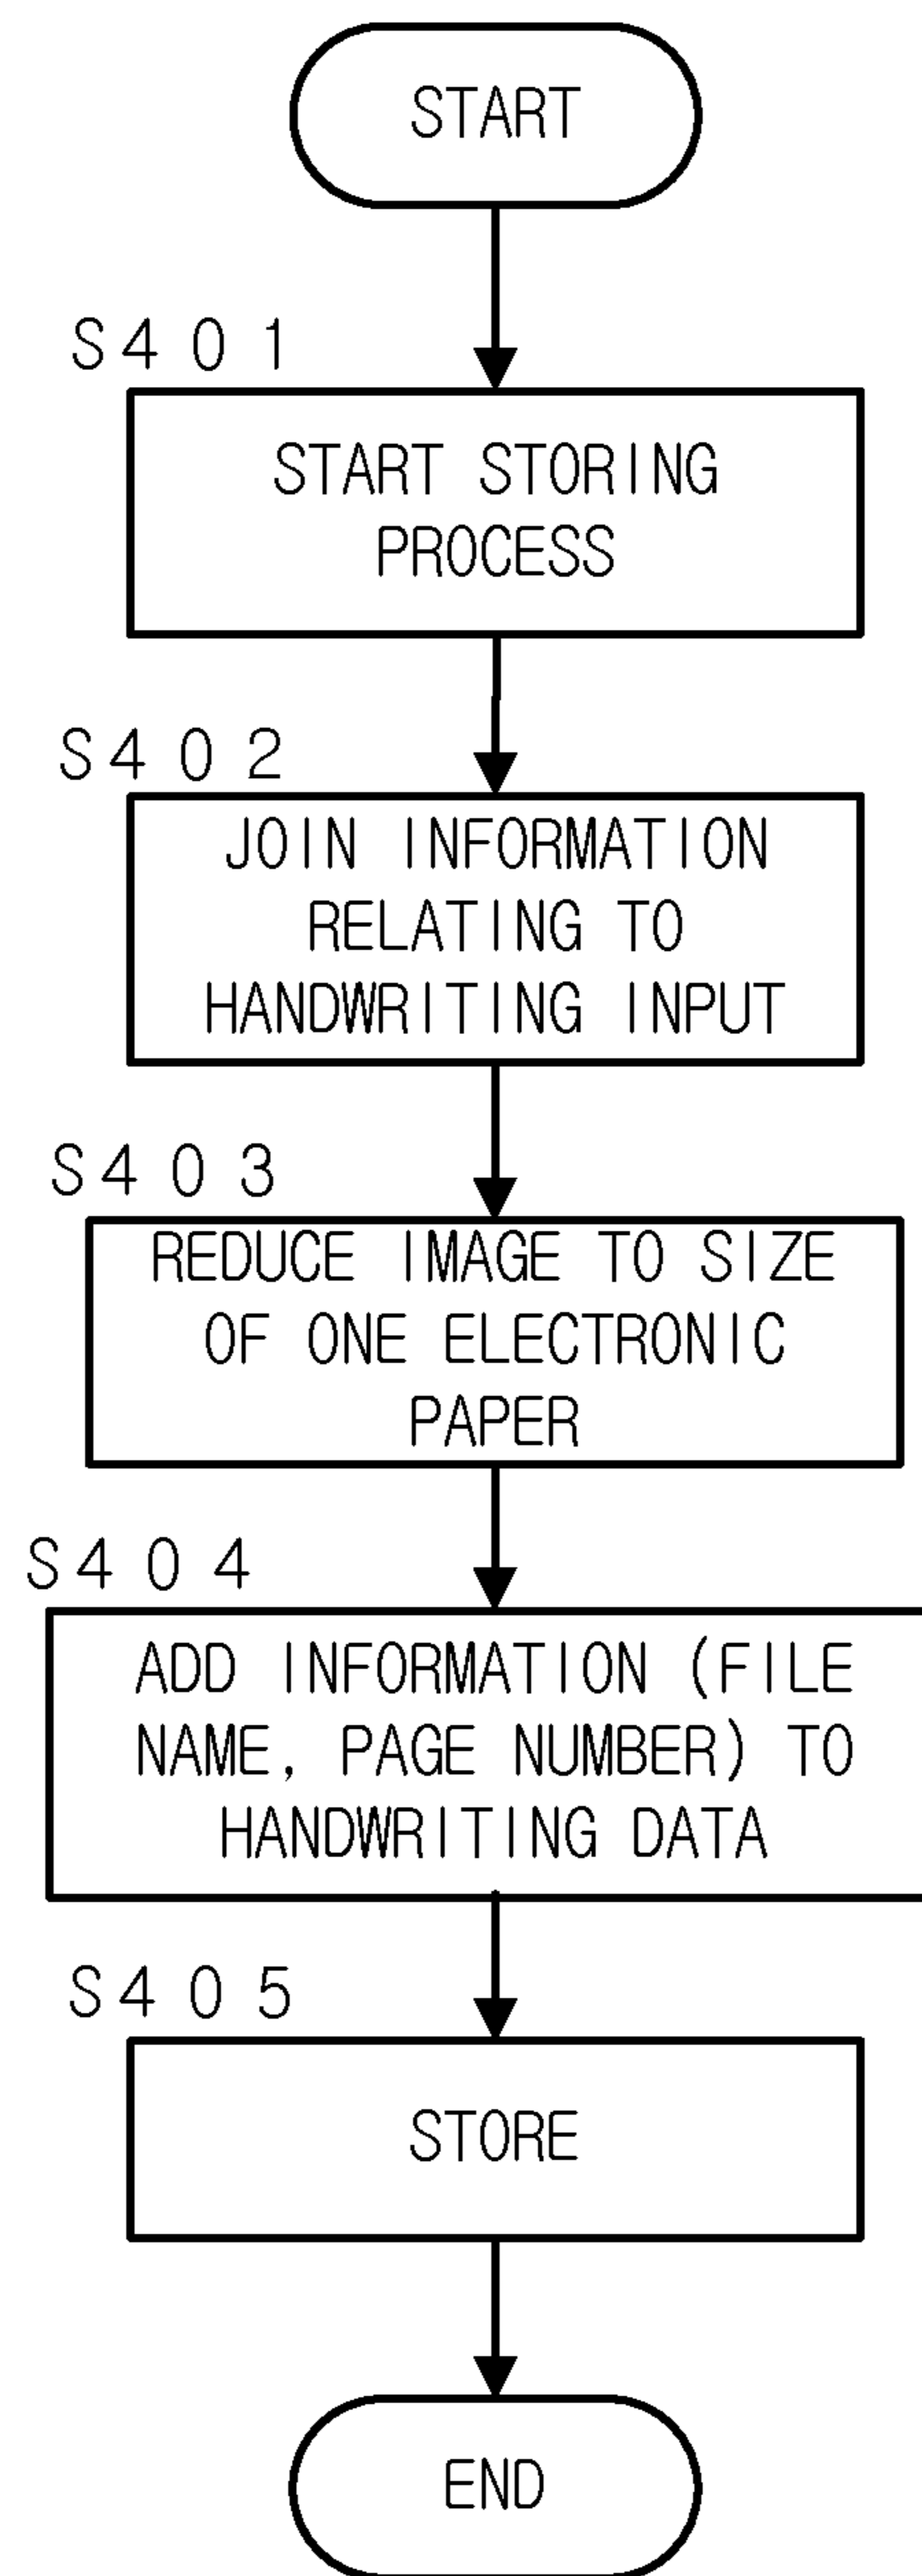 START
S401
START STORING
PROCESS
S402
JOIN INFORMATION
RELATING TO
HANDWRITING INPUT
S403
REDUCE IMAGE TO SIZE
OF ONE ELECTRONIC
PAPER
S404
ADD INFORMATION (FILE
NAME, PAGE NUMBER) TO
HANDWRITING DATA
S405
STORE
END